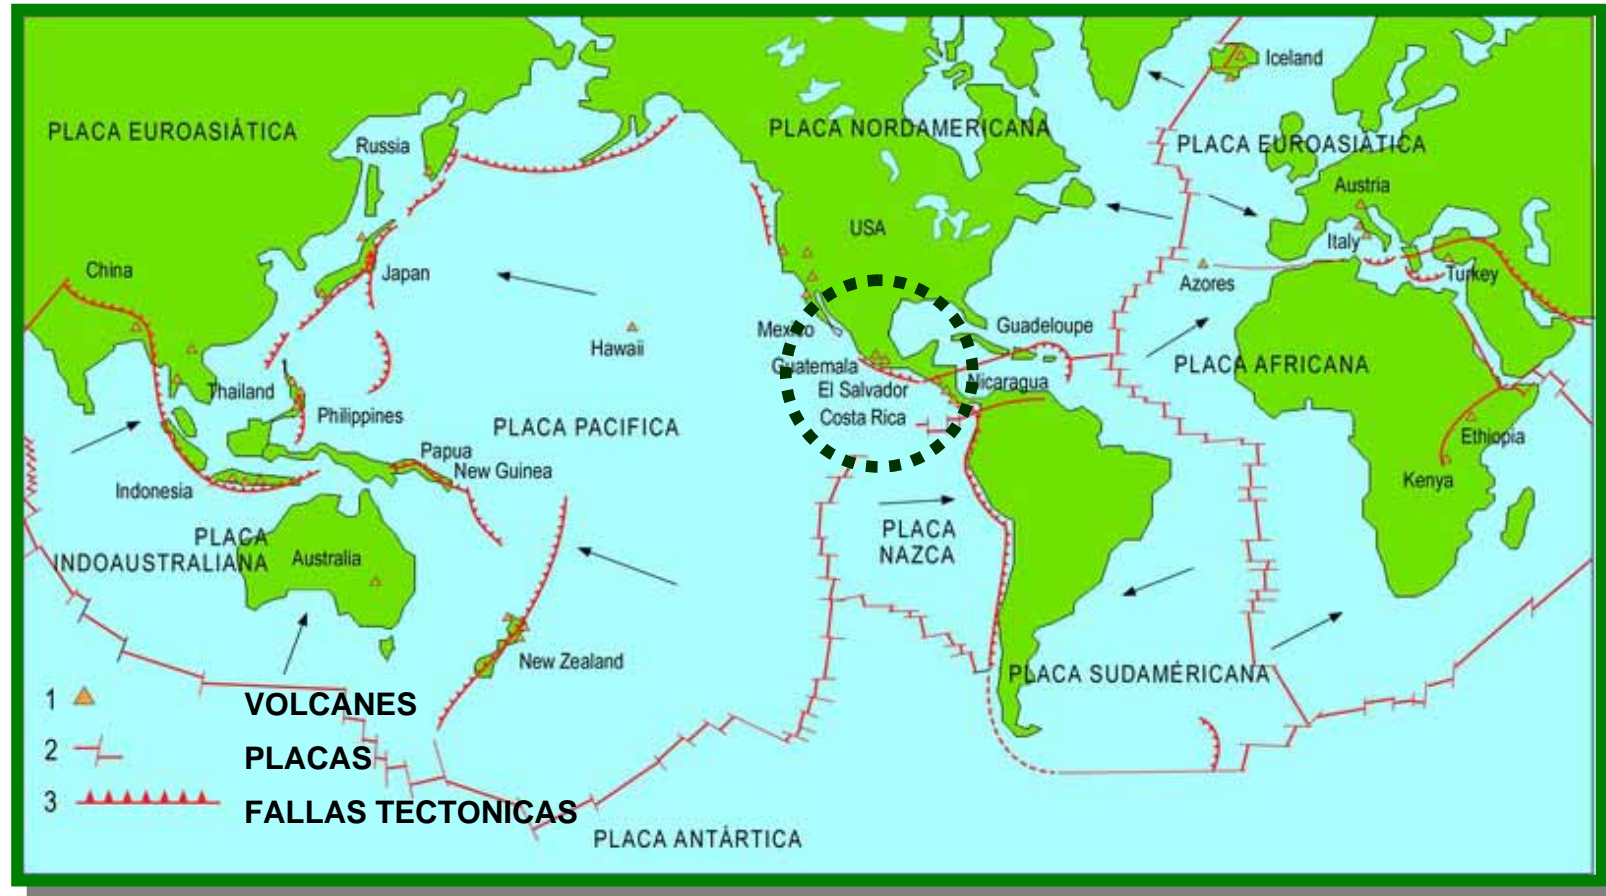 Iceland
PLACA EUROASIÁTICA
Russia
PLACA NORDAMERICANA
PLACA EUROASIÁTICA
Austria
USA
Italy
China
Japan
Azores
Turkey
Mexico
Guadeloupe
Hawaii
Guatemala
PLACA AFRICANA
Thailand
El Salvador
Nicaragua
Philippines
PLACA PACIFICA
Costa Rica
Ethiopia
Papua
New Guinea
Kenya
Indonesia
PLACA
INDOAUSTRALIANA
Australia
PLACA
NAZCA
New Zealand
PLACA SUDAMÉRICANA
1 VOLCANES
2 PLACAS
3 FALLAS TECTONICAS
PLACA ANTÁRTICA